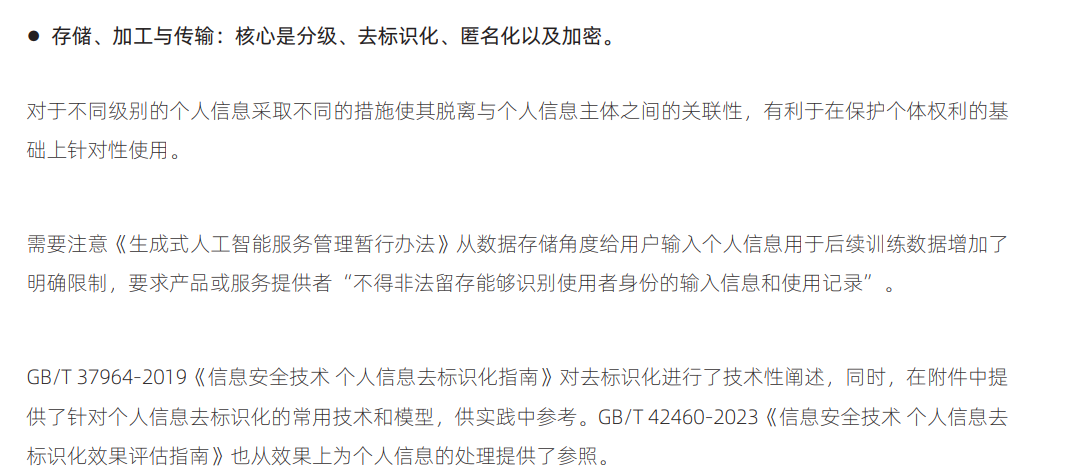 ● 存储、加工与传输：核心是分级、去标识化、匿名化以及加密。
对于不同级别的个人信息采取不同的措施使其脱离与个人信息主体之间的关联性，有利于在保护个体权利的基
础上针对性使用。
需要注意《生成式人工智能服务管理暂行办法》从数据存储角度给用户输入个人信息用于后续训练数据增加了
明确限制，要求产品或服务提供者“不得非法留存能够识别使用者身份的输入信息和使用记录”。
GB/T 37964-2019《信息安全技术 个人信息去标识化指南》对去标识化进行了技术性阐述，同时，在附件中提
供了针对个人信息去标识化的常用技术和模型，供实践中参考。GB/T 42460-2023《信息安全技术 个人信息去
标识化效果评估指南》也从效果上为个人信息的处理提供了参照。